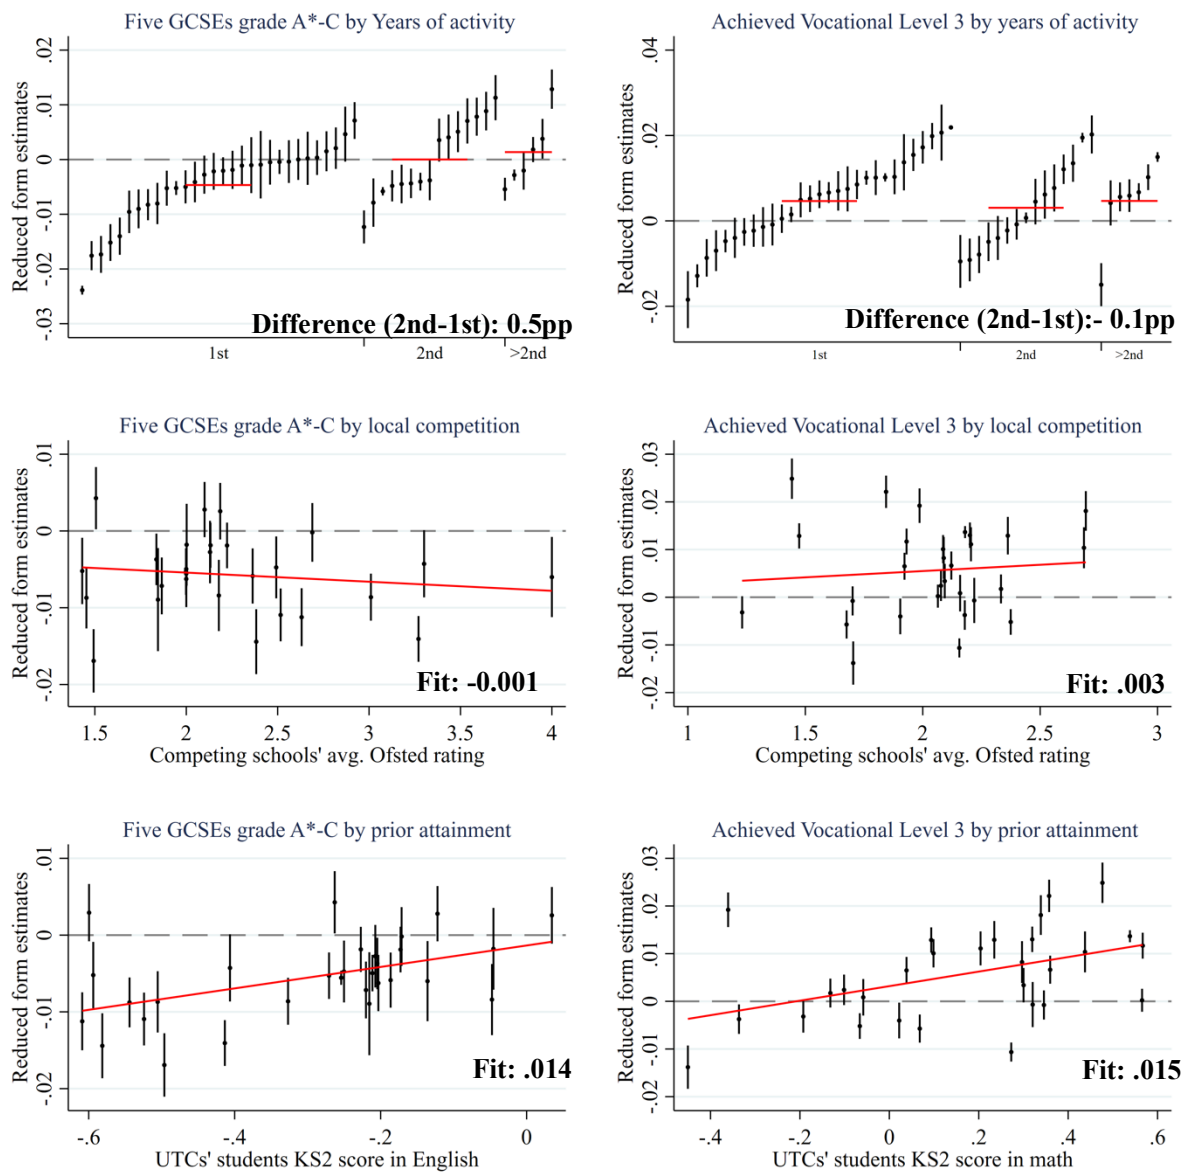 Five GCSEs grade A*-C by Years of activity
Reduced form estimates
.02
.01
0
-.01
-.02
-.03
Difference (2nd-1st): 0.5pp
1st
2nd
>2nd
Achieved Vocational Level 3 by years of activity
Reduced form estimates
.04
.02
0
-.02
Difference (2nd-1st):- 0.1pp
1st
2nd
>2nd
Five GCSEs grade A*-C by local competition
Reduced form estimates
.01
0
-.01
-.02
Fit: -0.001
1.5 2 2.5 3 3.5 4
Competing schools' avg. Ofsted rating
Achieved Vocational Level 3 by local competition
Reduced form estimates
.03
.02
.01
0
-.01
-.02
Fit: .003
1 1.5 2 2.5 3
Competing schools' avg. Ofsted rating
Five GCSEs grade A*-C by prior attainment
Reduced form estimates
.01
0
-.01
-.02
Fit: .014
-.6 -.4 -.2 0
UTCs' students KS2 score in English
Achieved Vocational Level 3 by prior attainment
Reduced form estimates
.03
.02
.01
0
-.01
-.02
Fit: .015
-.4 -.2 0 .2 .4 .6
UTCs' students KS2 score in math